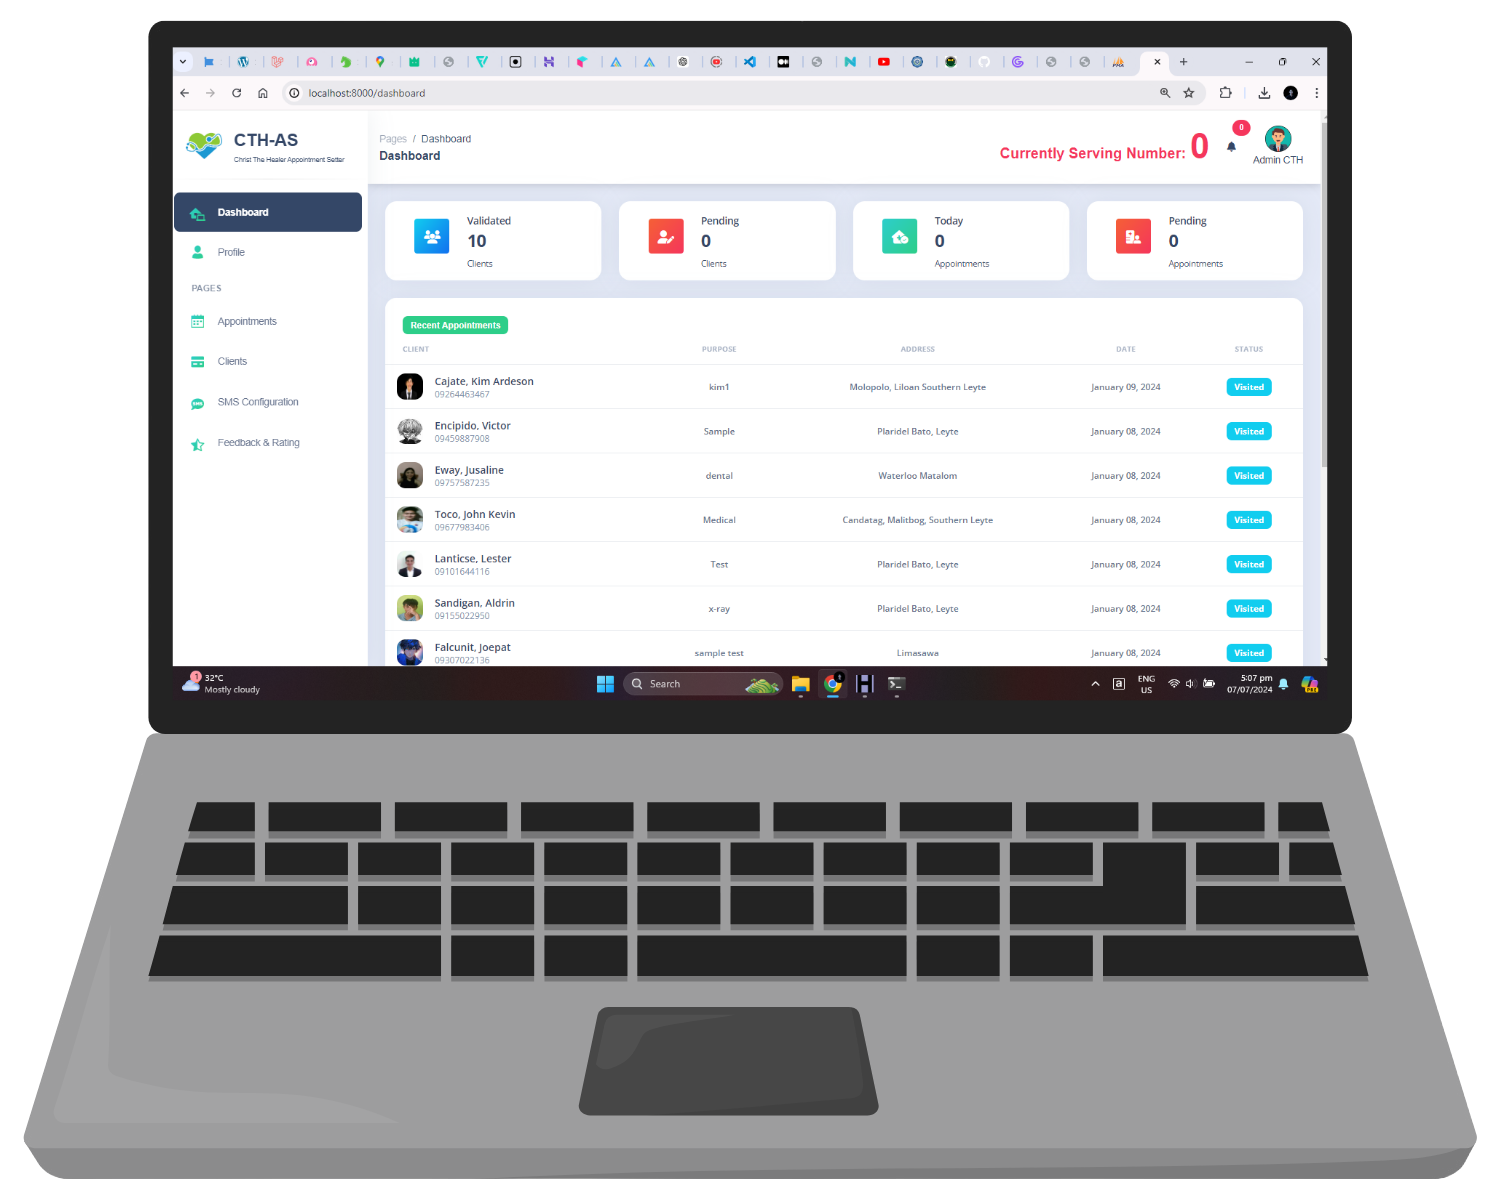 localhost:8000/dashboard
CTH-AS
Christ The Healer Appointment Setter
Pages / Dashboard
Dashboard
Currently Serving Number: 0
0
Admin CTH
Dashboard
Profile
PAGES
Appointments
Clients
SMS Configuration
Feedback & Rating
Validated
10
Clients
Pending
0
Clients
Today
0
Appointments
Pending
0
Appointments
Recent Appointments
CLIENT PURPOSE ADDRESS DATE STATUS
Cajate, Kim Ardeson
09264463467
kim1 Molopolo, Liloan Southern Leyte January 09, 2024 Visited
Encipido, Victor
09459887908
Sample Plaridel Bato, Leyte January 08, 2024 Visited
Eway, Jusaline
09757587235
dental Waterloo Matalom January 08, 2024 Visited
Toco, John Kevin
09677983406
Medical Candatag, Malitbog, Southern Leyte January 08, 2024 Visited
Lanticse, Lester
09101644116
Test Plaridel Bato, Leyte January 08, 2024 Visited
Sandigan, Aldrin
09155022950
x-ray Plaridel Bato, Leyte January 08, 2024 Visited
Falcunit, Joepat
09307022136
sample test Limasawa January 08, 2024 Visited
1
32°C
Mostly cloudy
Search
ENG
US
5:07 pm
07/07/2024